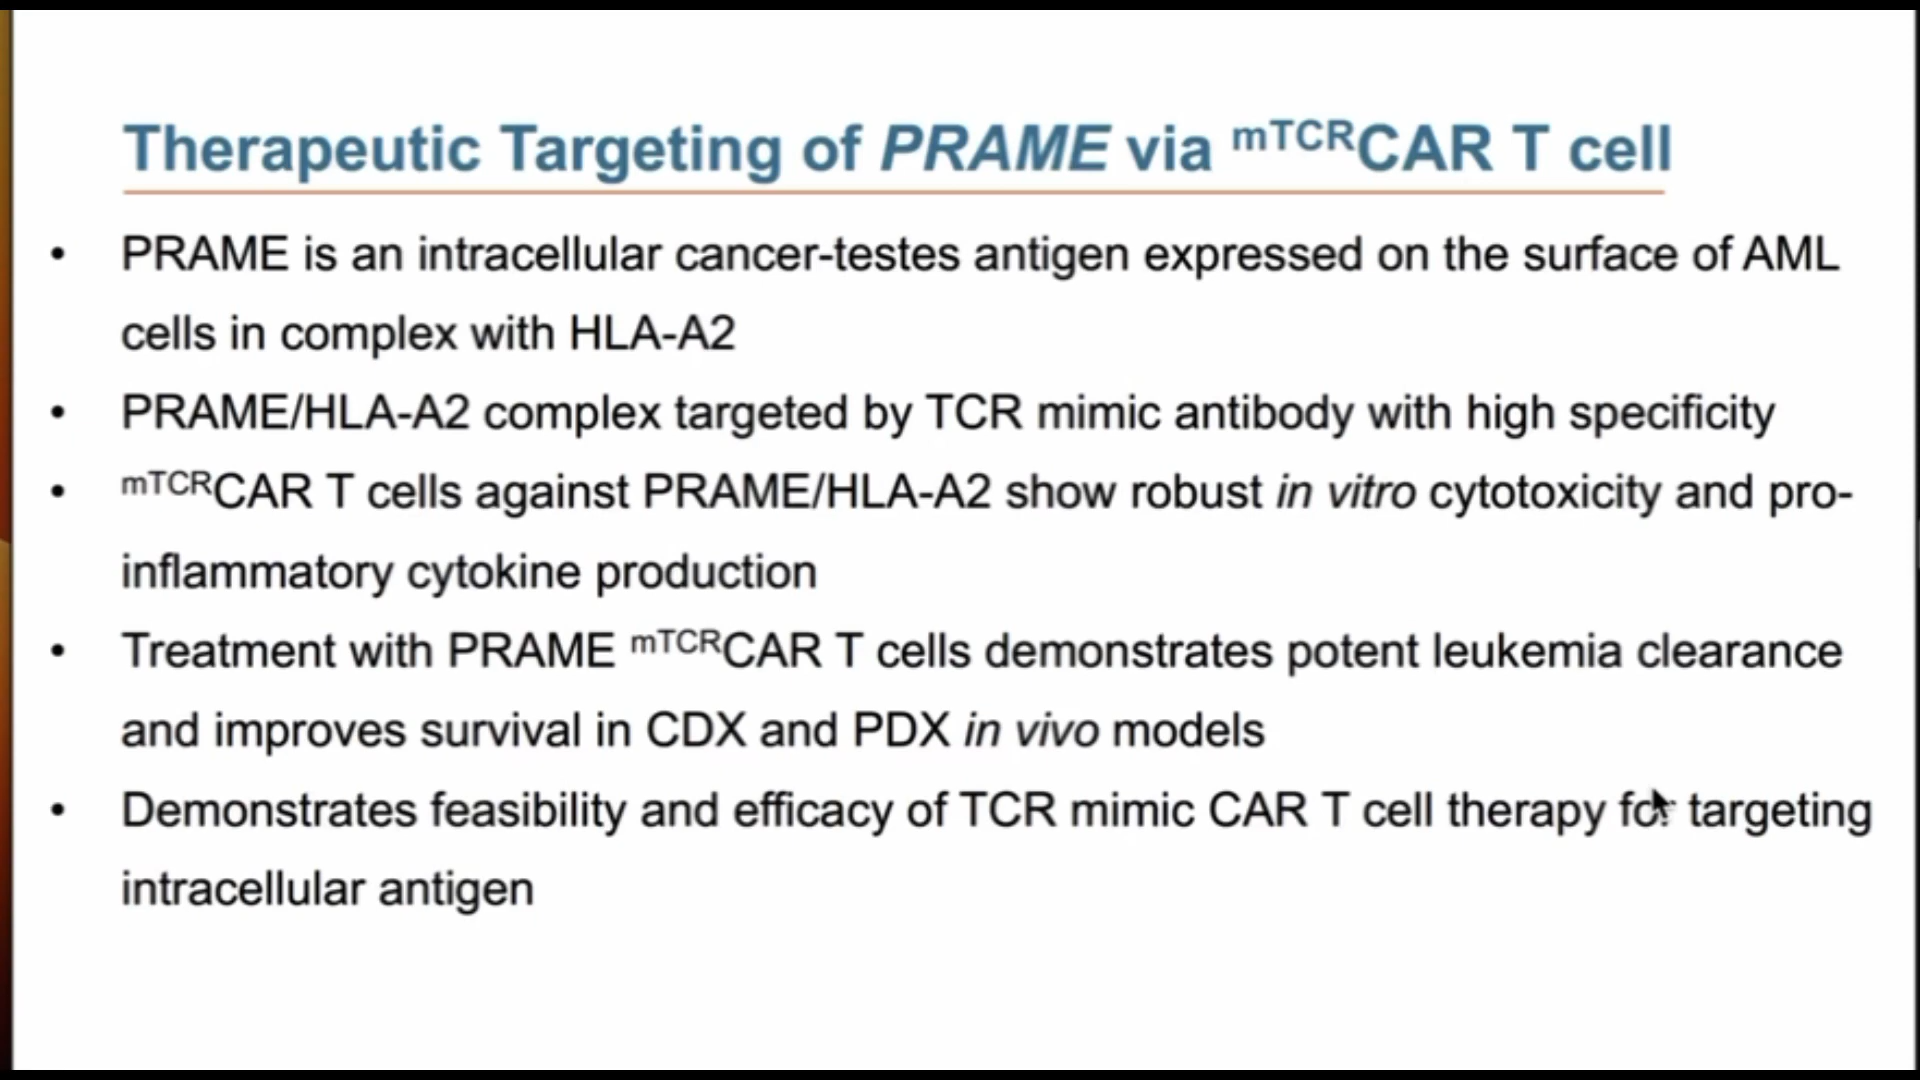 Therapeutic Targeting of PRAME via mTCRCAR T cell
• PRAME is an intracellular cancer-testes antigen expressed on the surface of AML
cells in complex with HLA-A2
• PRAME/HLA-A2 complex targeted by TCR mimic antibody with high specificity
• mTCRCAR T cells against PRAME/HLA-A2 show robust in vitro cytotoxicity and pro-
inflammatory cytokine production
• Treatment with PRAME mTCRCAR T cells demonstrates potent leukemia clearance
and improves survival in CDX and PDX in vivo models
• Demonstrates feasibility and efficacy of TCR mimic CAR T cell therapy for targeting
intracellular antigen